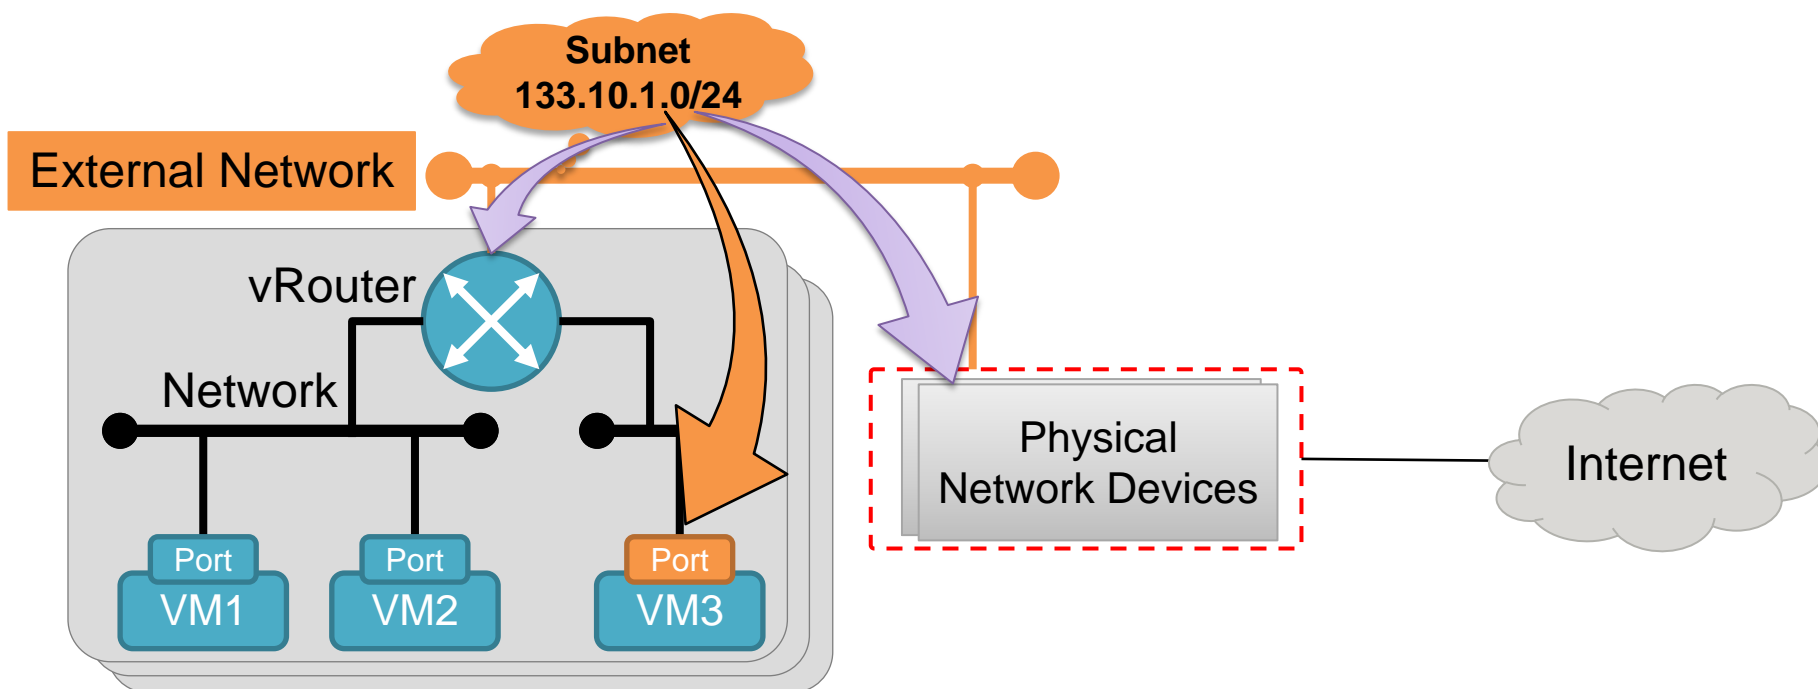 Subnet
133.10.1.0/24
External Network
vRouter
Network
Physical
Network Devices
Internet
Port
Port
Port
VM1
VM2
VM3